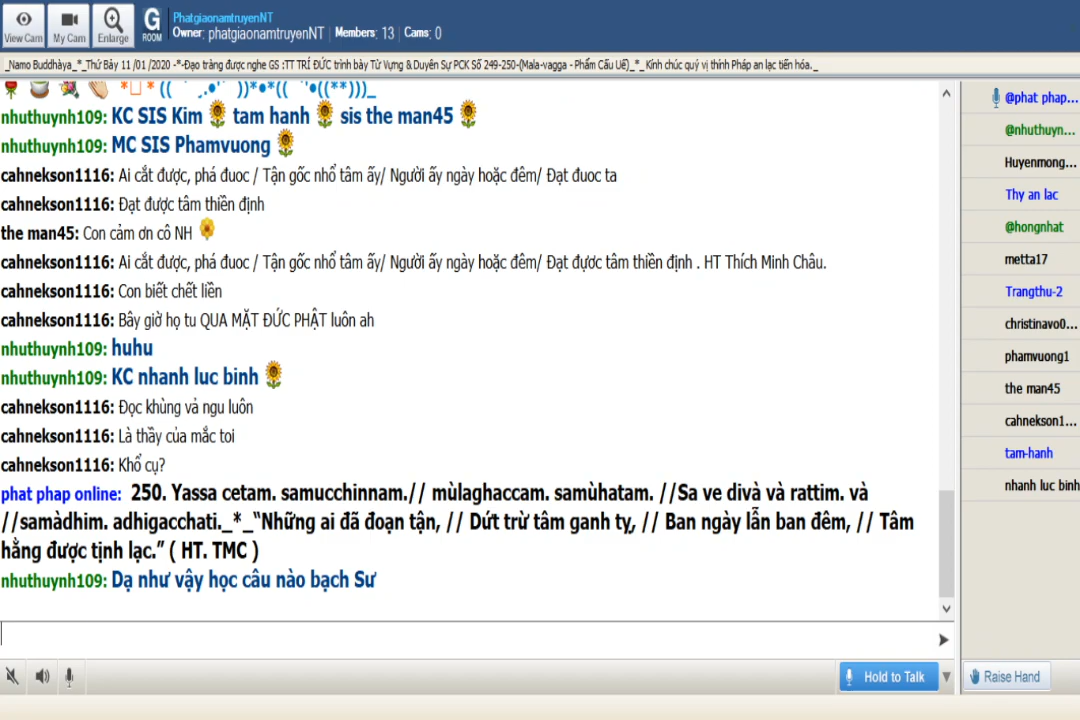 View Cam
My Cam
Enlarge
G
ROOM
PhatgiaonamtruyenNT
Owner: phatgiaonamtruyenNT Members: 13 Cams: 0
_Namo Buddhàya_*_Thứ Bảy 11 /01 /2020 -*-Đạo tràng được nghe GS :TT TRÍ ĐỨC trình bày Từ Vựng & Duyên Sự PCK Số 249-250-(Mala-vagga - Phẩm Cấu Uế)_*_ Kính chúc quý vị thính Pháp an lạc tiến hóa._
nhuthuynh109: KC SIS Kim 🌻 tam hanh 🌻 sis the man45 🌻
nhuthuynh109: MC SIS Phamvuong 🌻
cahnekson1116: Ai cắt được, phá đuoc / Tận gốc nhổ tâm ấy/ Người ấy ngày hoặc đêm/ Đạt đuoc ta
cahnekson1116: Đạt được tâm thiền định
the man45: Con cảm ơn cô NH
cahnekson1116: Ai cắt được, phá đuoc / Tận gốc nhổ tâm ấy/ Người ấy ngày hoặc đêm/ Đạt được tâm thiền định . HT Thích Minh Châu.
cahnekson1116: Con biết chết liền
cahnekson1116: Bây giờ họ tu QUA MẶT ĐỨC PHẬT luôn ah
nhuthuynh109: huhu
nhuthuynh109: KC nhanh luc binh 🌻
cahnekson1116: Đọc khùng vả ngu luôn
cahnekson1116: Là thầy của mắc toi
cahnekson1116: Khổ cụ?
phat phap online: 250. Yassa cetam. samucchinnam.// mùlaghaccam. samùhatam. //Sa ve divà và rattim. và
//samàdhim. adhigacchati._*_“Những ai đã đoạn tận, // Dứt trừ tâm ganh tỵ, // Ban ngày lẫn ban đêm, // Tâm
hằng được tịnh lạc.” ( HT. TMC )
nhuthuynh109: Dạ như vậy học câu nào bạch Sư
@phat phap...
@nhuthuyn...
Huyenmong...
Thy an lac
@hongnhat
metta17
Trangthu-2
christinavo0...
phamvuong1
the man45
cahnekson1...
tam-hanh
nhanh luc binh
Hold to Talk
Raise Hand